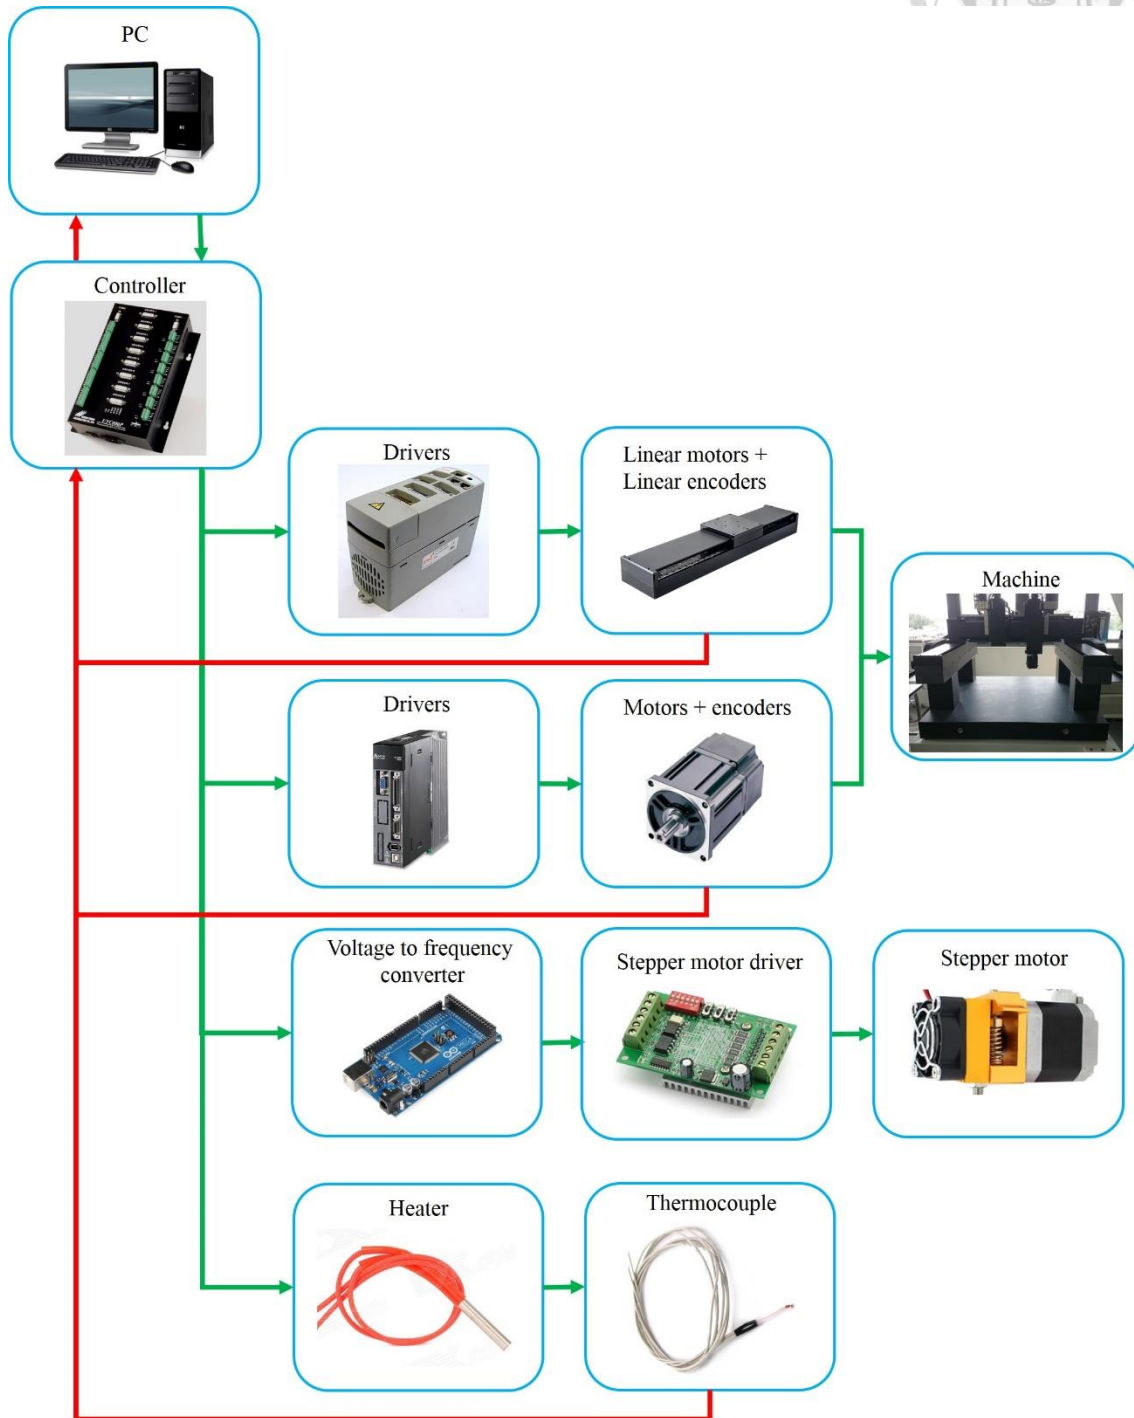 PC
Controller
Drivers
Linear motors +
Linear encoders
Machine
Drivers
Motors + encoders
Voltage to frequency
converter
Stepper motor driver
Stepper motor
Heater
Thermocouple